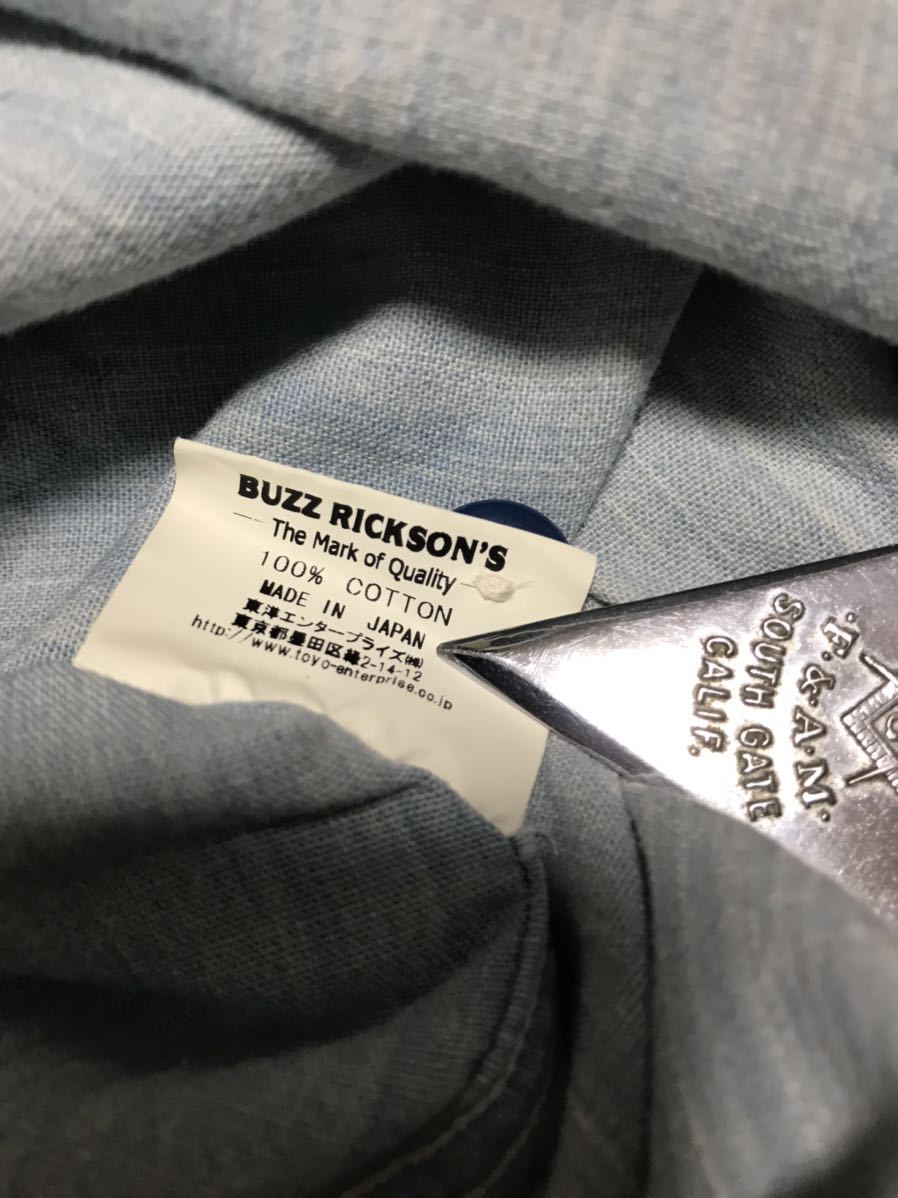 BUZZ RICKSON'S
The Mark of Quality
100% COTTON
MADE IN JAPAN
東洋エンタープライズ(株)
東京都墨田区緑2-14-12
http://www.toyo-enterprise.co.jp
F. & A. M.
SOUTH GATE
CALIF.